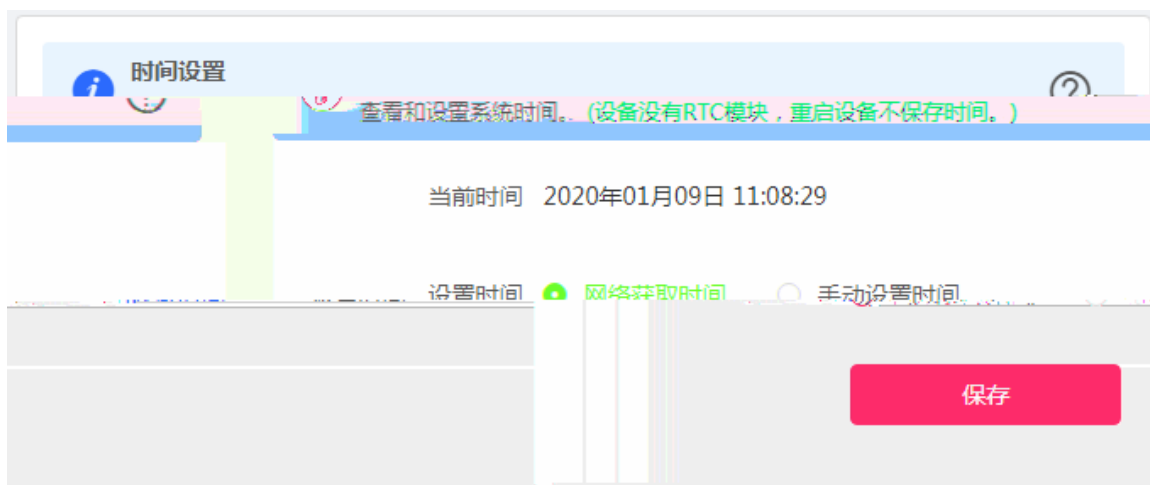 时间设置
查看和设置系统时间。(设备没有RTC模块，重启设备不保存时间。)
当前时间 2020年01月09日 11:08:29
设置时间 网络获取时间 手动设置时间
保存